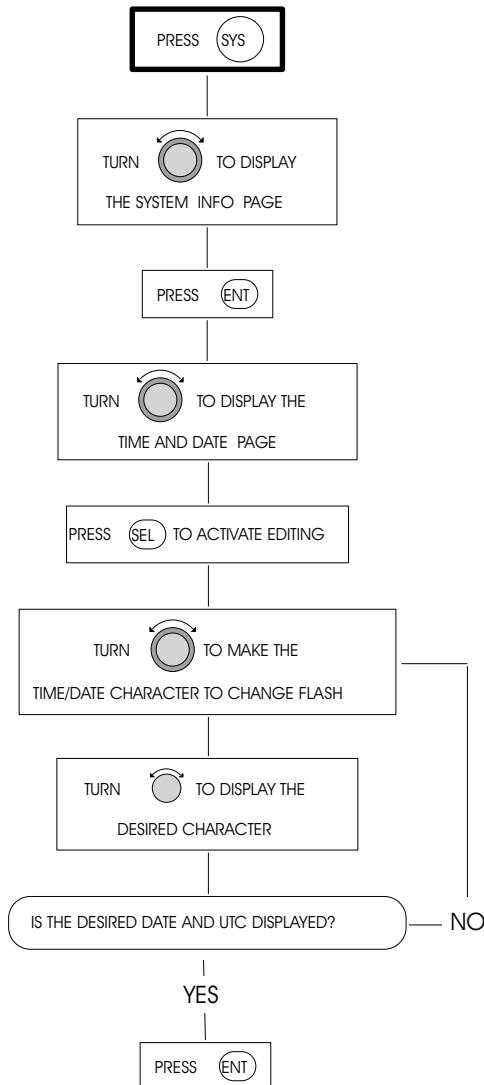 PRESS SYS
TURN TO DISPLAY
THE SYSTEM INFO PAGE
PRESS ENT
TURN TO DISPLAY THE
TIME AND DATE PAGE
PRESS SEL TO ACTIVATE EDITING
TURN TO MAKE THE
TIME/DATE CHARACTER TO CHANGE FLASH
TURN TO DISPLAY THE
DESIRED CHARACTER
IS THE DESIRED DATE AND UTC DISPLAYED? NO
YES
PRESS ENT